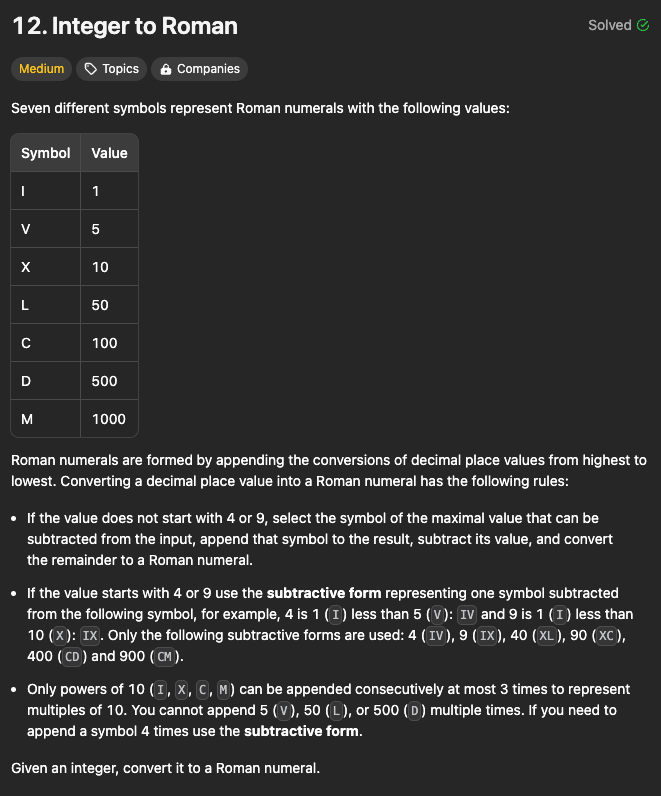 12. Integer to Roman
Solved
Medium
Topics
Companies
Seven different symbols represent Roman numerals with the following values:
Symbol Value
I 1
V 5
X 10
L 50
C 100
D 500
M 1000
Roman numerals are formed by appending the conversions of decimal place values from highest to
lowest. Converting a decimal place value into a Roman numeral has the following rules:
• If the value does not start with 4 or 9, select the symbol of the maximal value that can be
subtracted from the input, append that symbol to the result, subtract its value, and convert
the remainder to a Roman numeral.
• If the value starts with 4 or 9 use the subtractive form representing one symbol subtracted
from the following symbol, for example, 4 is 1 (I) less than 5 (V): IV and 9 is 1 (I) less than
10 (X): IX. Only the following subtractive forms are used: 4 (IV), 9 (IX), 40 (XL), 90 (XC),
400 (CD) and 900 (CM).
• Only powers of 10 (I, X, C, M) can be appended consecutively at most 3 times to represent
multiples of 10. You cannot append 5 (V), 50 (L), or 500 (D) multiple times. If you need to
append a symbol 4 times use the subtractive form.
Given an integer, convert it to a Roman numeral.